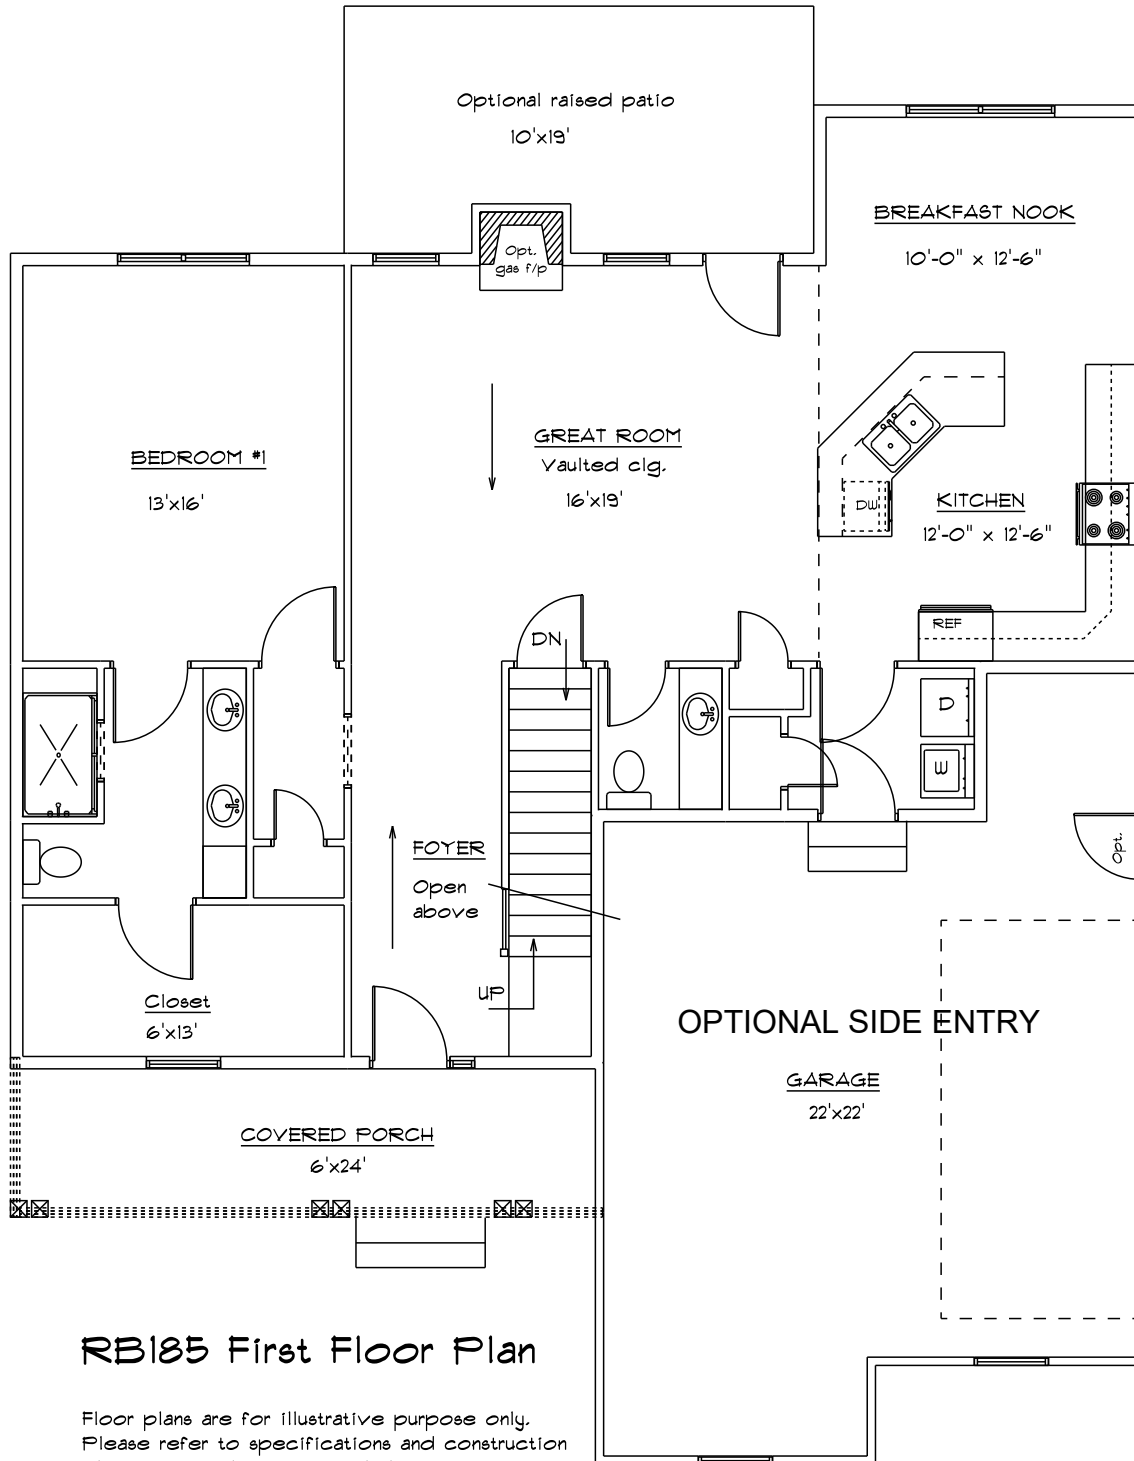 Optional raised patio
10'x19'
BREAKFAST NOOK
10'-0" x 12'-6"
Opt.
gas f/p
GREAT ROOM
Vaulted clg.
16'x19'
BEDROOM #1
13'x16'
DW
KITCHEN
12'-0" x 12'-6"
REF
DN
D
W
FOYER
Open
above
Opt.
UP
Closet
6'x13'
OPTIONAL SIDE ENTRY
GARAGE
22'x22'
COVERED PORCH
6'x24'
RB185 First Floor Plan
Floor plans are for illustrative purpose only.
Please refer to specifications and construction